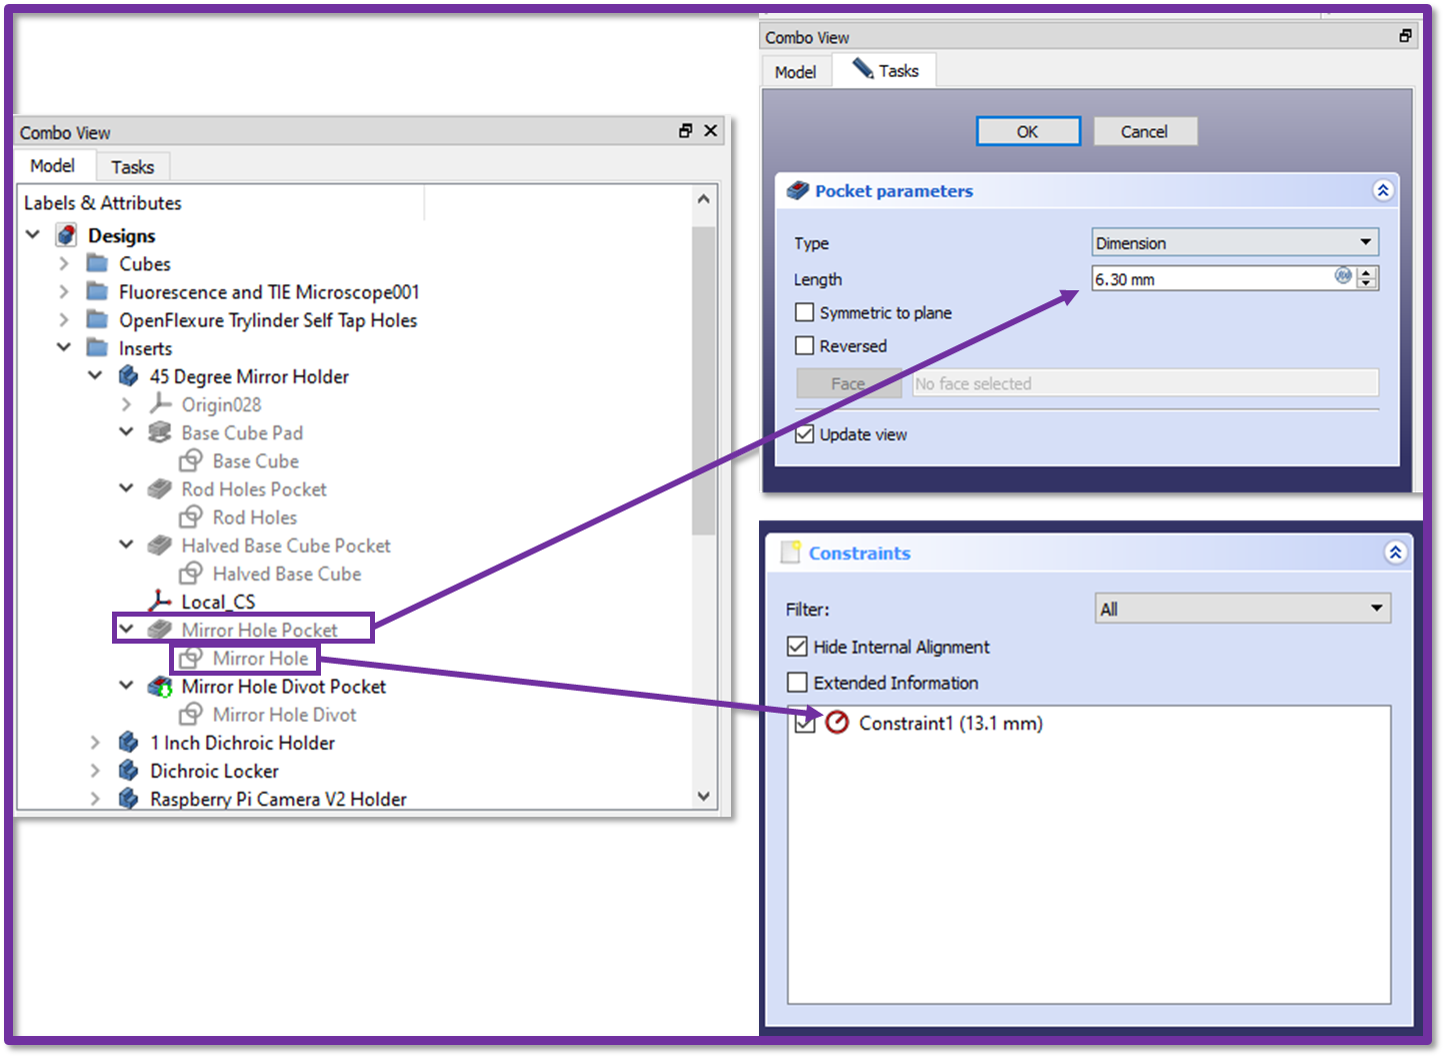 Combo View
Model
Tasks
Labels & Attributes
Designs
Cubes
Fluorescence and TIE Microscope001
OpenFlexure Trylinder Self Tap Holes
Inserts
45 Degree Mirror Holder
Origin028
Base Cube Pad
Base Cube
Rod Holes Pocket
Rod Holes
Halved Base Cube Pocket
Halved Base Cube
Local_CS
Mirror Hole Pocket
Mirror Hole
Mirror Hole Divot Pocket
Mirror Hole Divot
1 Inch Dichroic Holder
Dichroic Locker
Raspberry Pi Camera V2 Holder
Combo View
Model
Tasks
OK
Cancel
Pocket parameters
Type
Dimension
Length
6.30 mm
Symmetric to plane
Reversed
Face
No face selected
Update view
Constraints
Filter:
All
Hide Internal Alignment
Extended Information
Constraint1 (13.1 mm)